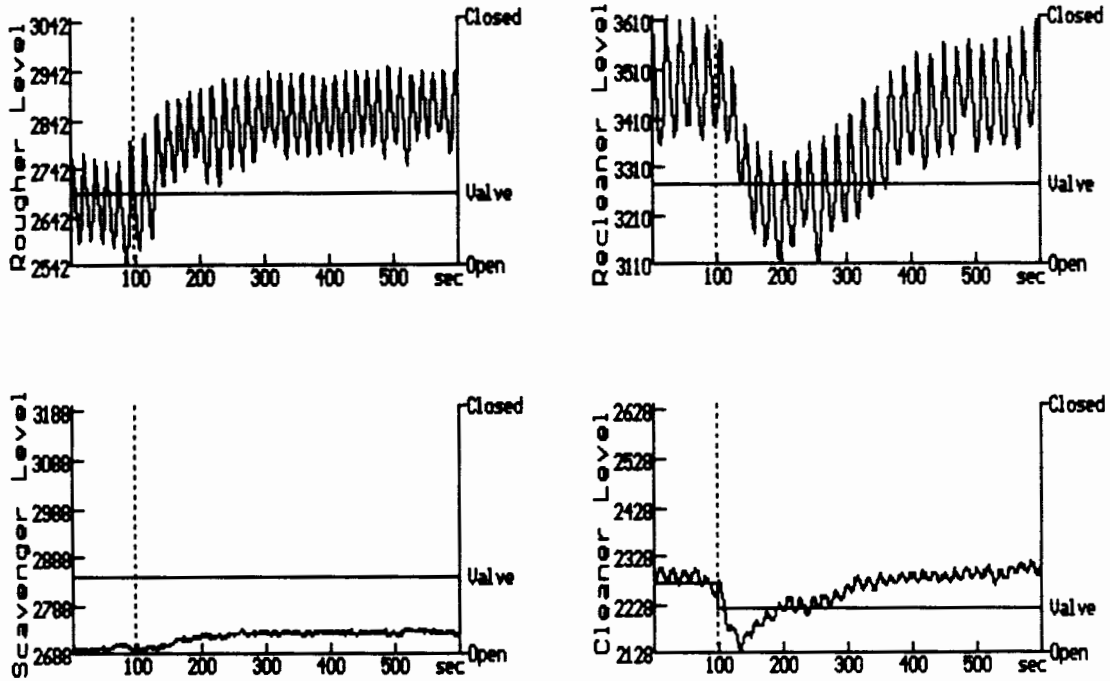 Rougher Level
3042
2942
2842
2742
2642
2542
100 200 300 400 500 sec
Closed
Valve
Open
Recleaner Level
3610
3510
3410
3310
3210
3110
100 200 300 400 500 sec
Closed
Valve
Open
Scavenger Level
3188
3088
2988
2888
2788
2688
100 200 300 400 500 sec
Closed
Valve
Open
Cleaner Level
2628
2528
2428
2328
2228
2128
100 200 300 400 500 sec
Closed
Valve
Open